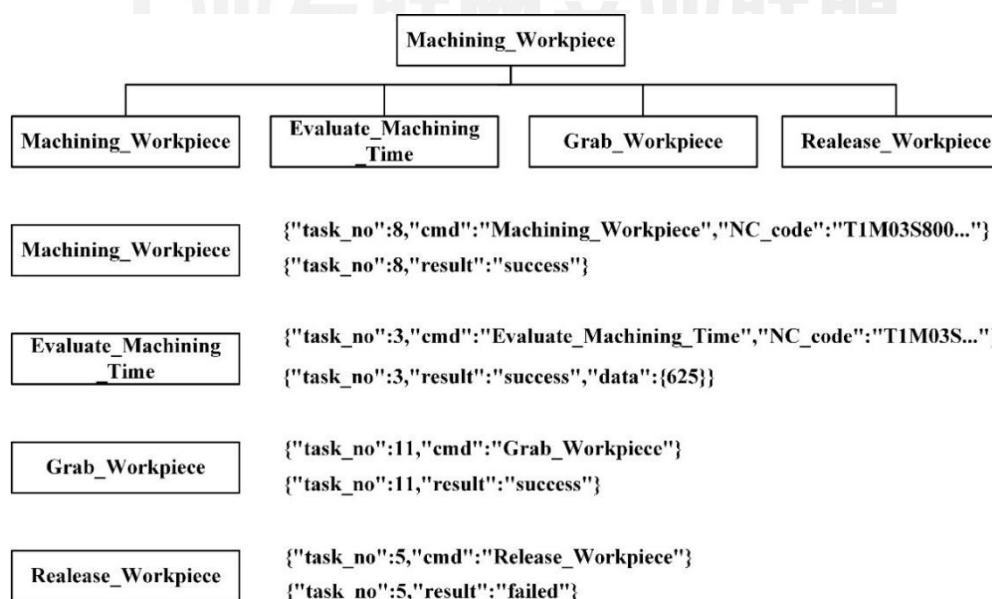 Machining_Workpiece
Machining_Workpiece
Evaluate_Machining
_Time
Grab_Workpiece
Realease_Workpiece
Machining_Workpiece
{"task_no":8,"cmd":"Machining_Workpiece","NC_code":"T1M03S800..."}
{"task_no":8,"result":"success"}
Evaluate_Machining
_Time
{"task_no":3,"cmd":"Evaluate_Machining_Time","NC_code":"T1M03S..."}
{"task_no":3,"result":"success","data":{625}}
Grab_Workpiece
{"task_no":11,"cmd":"Grab_Workpiece"}
{"task_no":11,"result":"success"}
Realease_Workpiece
{"task_no":5,"cmd":"Release_Workpiece"}
{"task_no":5,"result":"failed"}